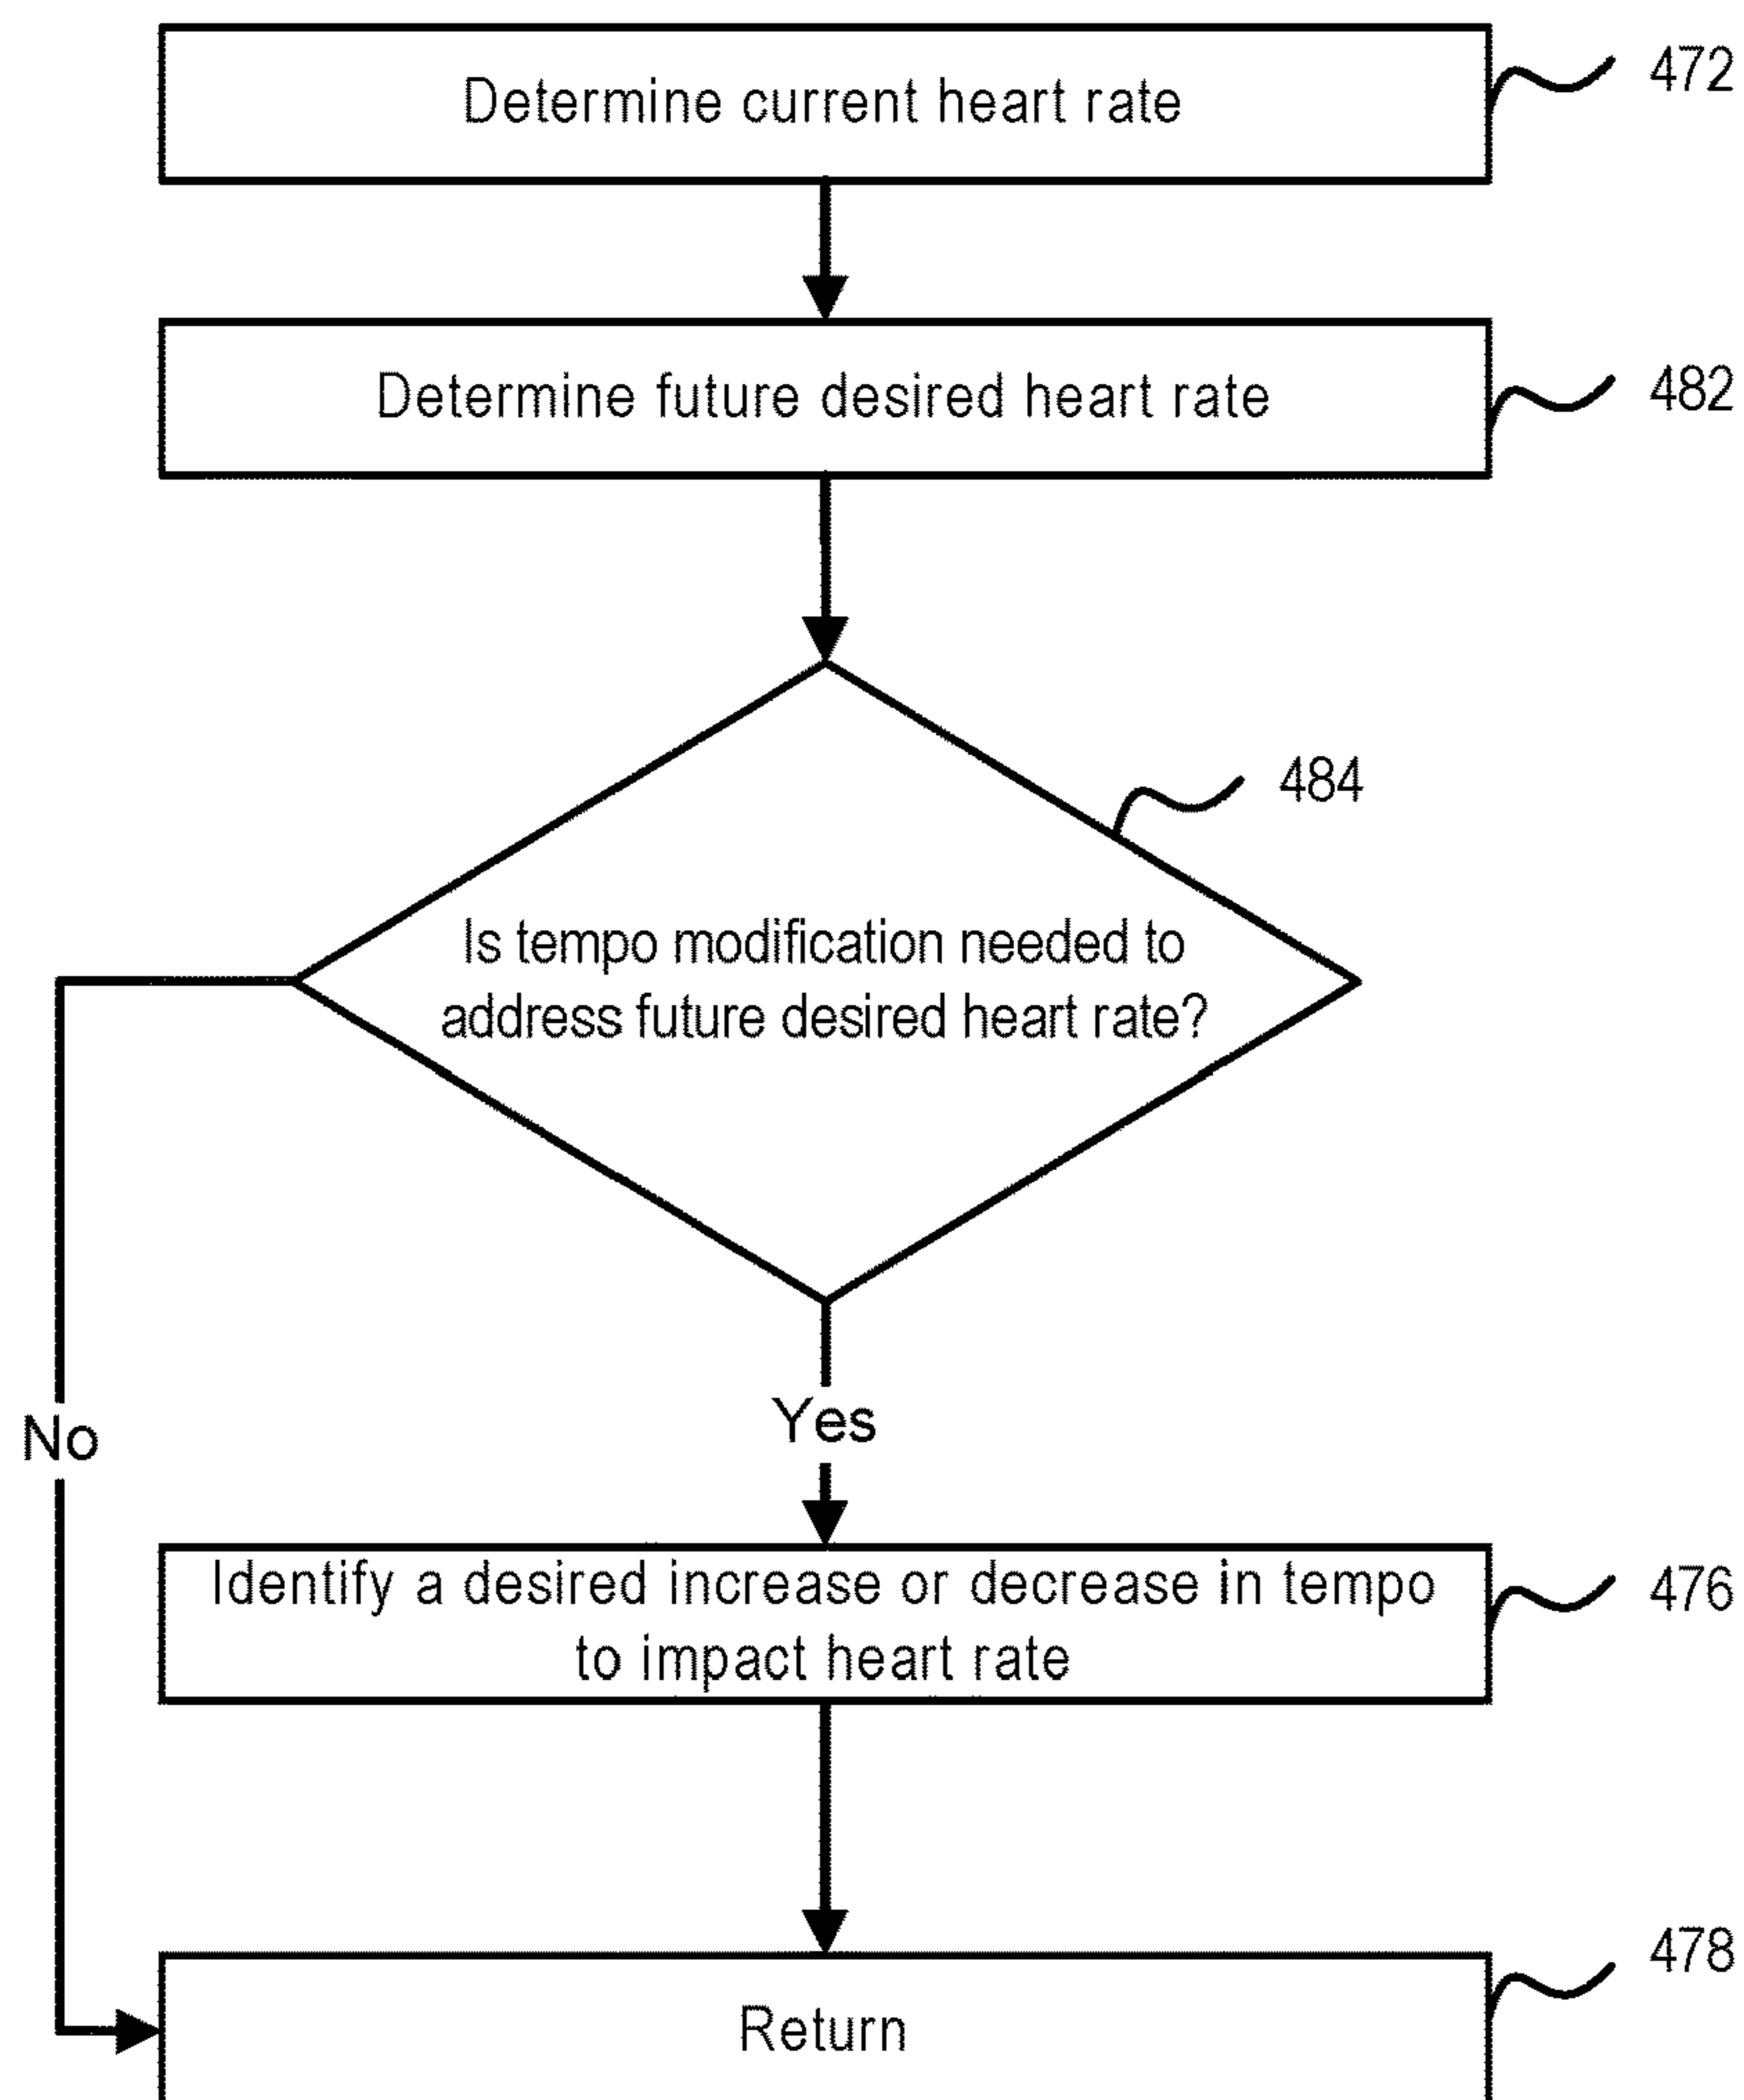 Determine current heart rate
472
Determine future desired heart rate
482
484
Is tempo modification needed to
address future desired heart rate?
No
Yes
Identify a desired increase or decrease in tempo
to impact heart rate
476
478
Return